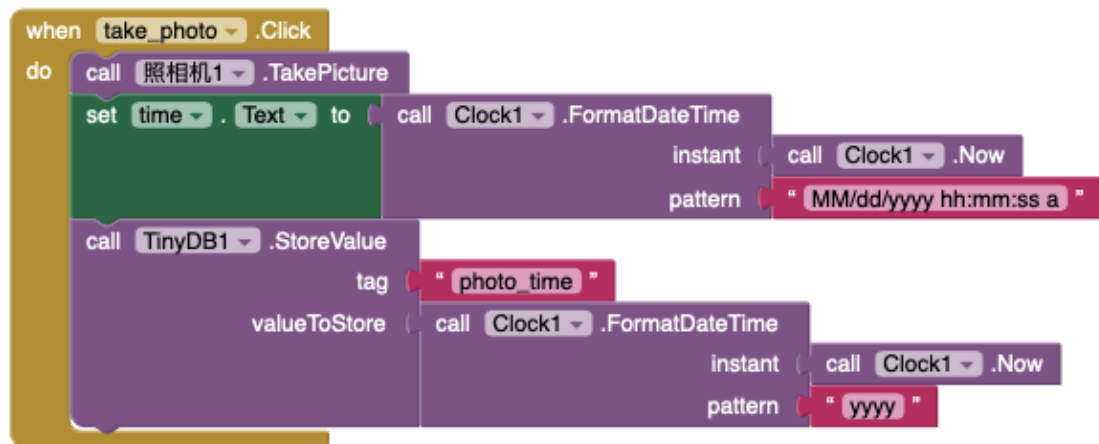 when take_photo .Click
do call 照相机1 .TakePicture
set time . Text to call Clock1 .FormatDateTime
instant call Clock1 .Now
pattern " MM/dd/yyyy hh:mm:ss a "
call TinyDB1 .StoreValue
tag " photo_time "
valueToStore call Clock1 .FormatDateTime
instant call Clock1 .Now
pattern " yyyy "